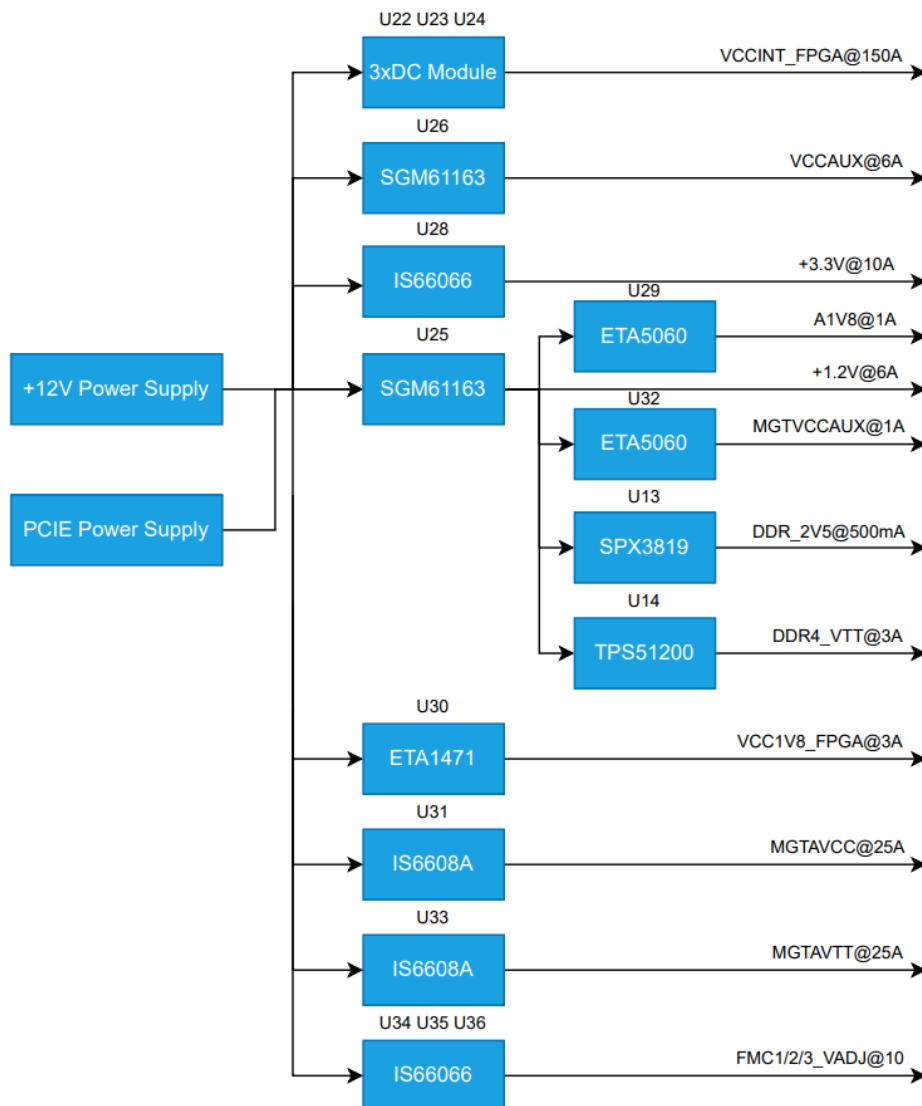 U22 U23 U24
3xDC Module
VCCINT_FPGA@150A
U26
SGM61163
VCCAUX@6A
U28
IS66066
+3.3V@10A
U29
ETA5060
A1V8@1A
U25
+12V Power Supply
SGM61163
+1.2V@6A
U32
ETA5060
MGTVCCAUX@1A
PCIE Power Supply
U13
SPX3819
DDR_2V5@500mA
U14
TPS51200
DDR4_VTT@3A
U30
ETA1471
VCC1V8_FPGA@3A
U31
IS6608A
MGTAVCC@25A
U33
IS6608A
MGTAVTT@25A
U34 U35 U36
IS66066
FMC1/2/3_VADJ@10